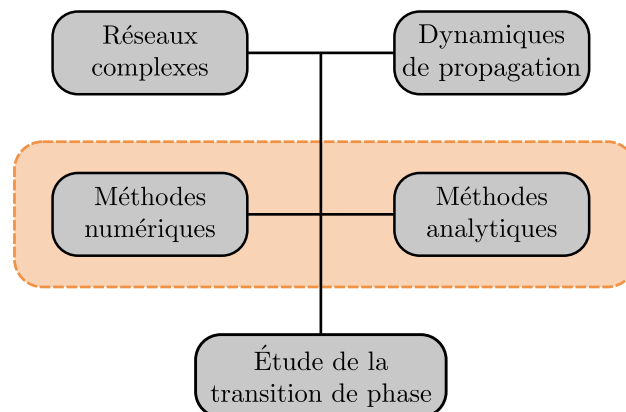 Réseaux
complexes
Dynamiques
de propagation
Méthodes
numériques
Méthodes
analytiques
Étude de la
transition de phase